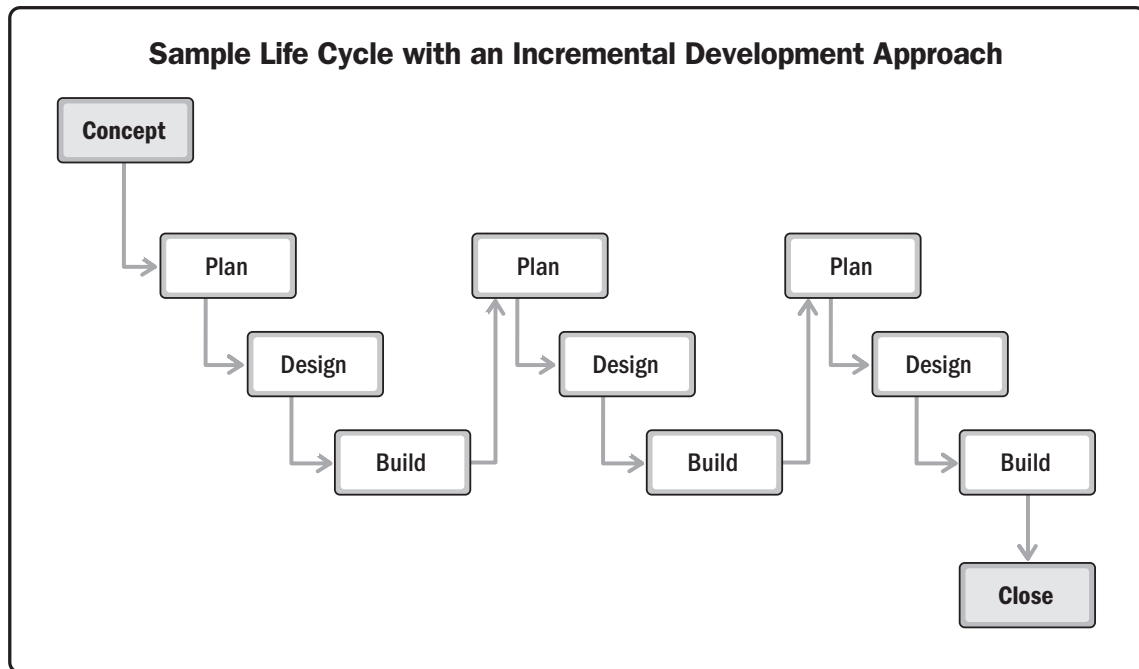 Sample Life Cycle with an Incremental Development Approach
Concept
Plan
Plan
Plan
Design
Design
Design
Build
Build
Build
Close